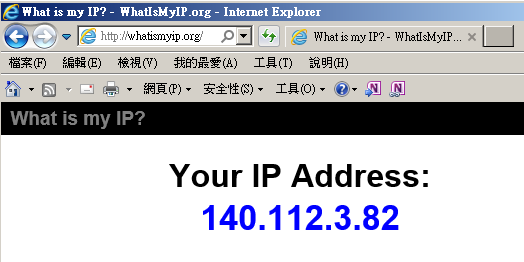 What is my IP? - WhatIsMyIP.org - Internet Explorer
http://whatismyip.org/
What is my IP? - WhatIsMyIP....
檔案(F) 編輯(E) 檢視(V) 我的最愛(A) 工具(T) 說明(H)
網頁(P) 安全性(S) 工具(O)
What is my IP?
Your IP Address:
140.112.3.82